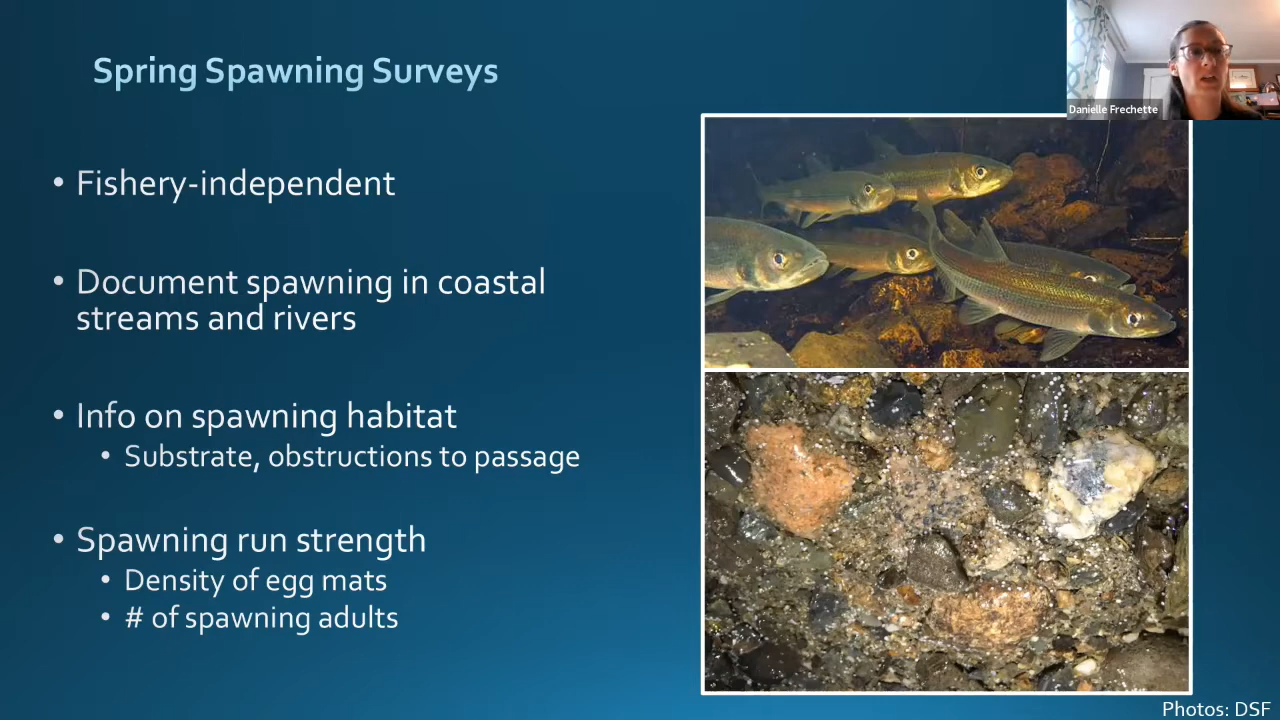 Spring Spawning Surveys
Danielle Frechette
• Fishery-independent
• Document spawning in coastal
streams and rivers
• Info on spawning habitat
• Substrate, obstructions to passage
• Spawning run strength
• Density of egg mats
• # of spawning adults
Photos: DSF